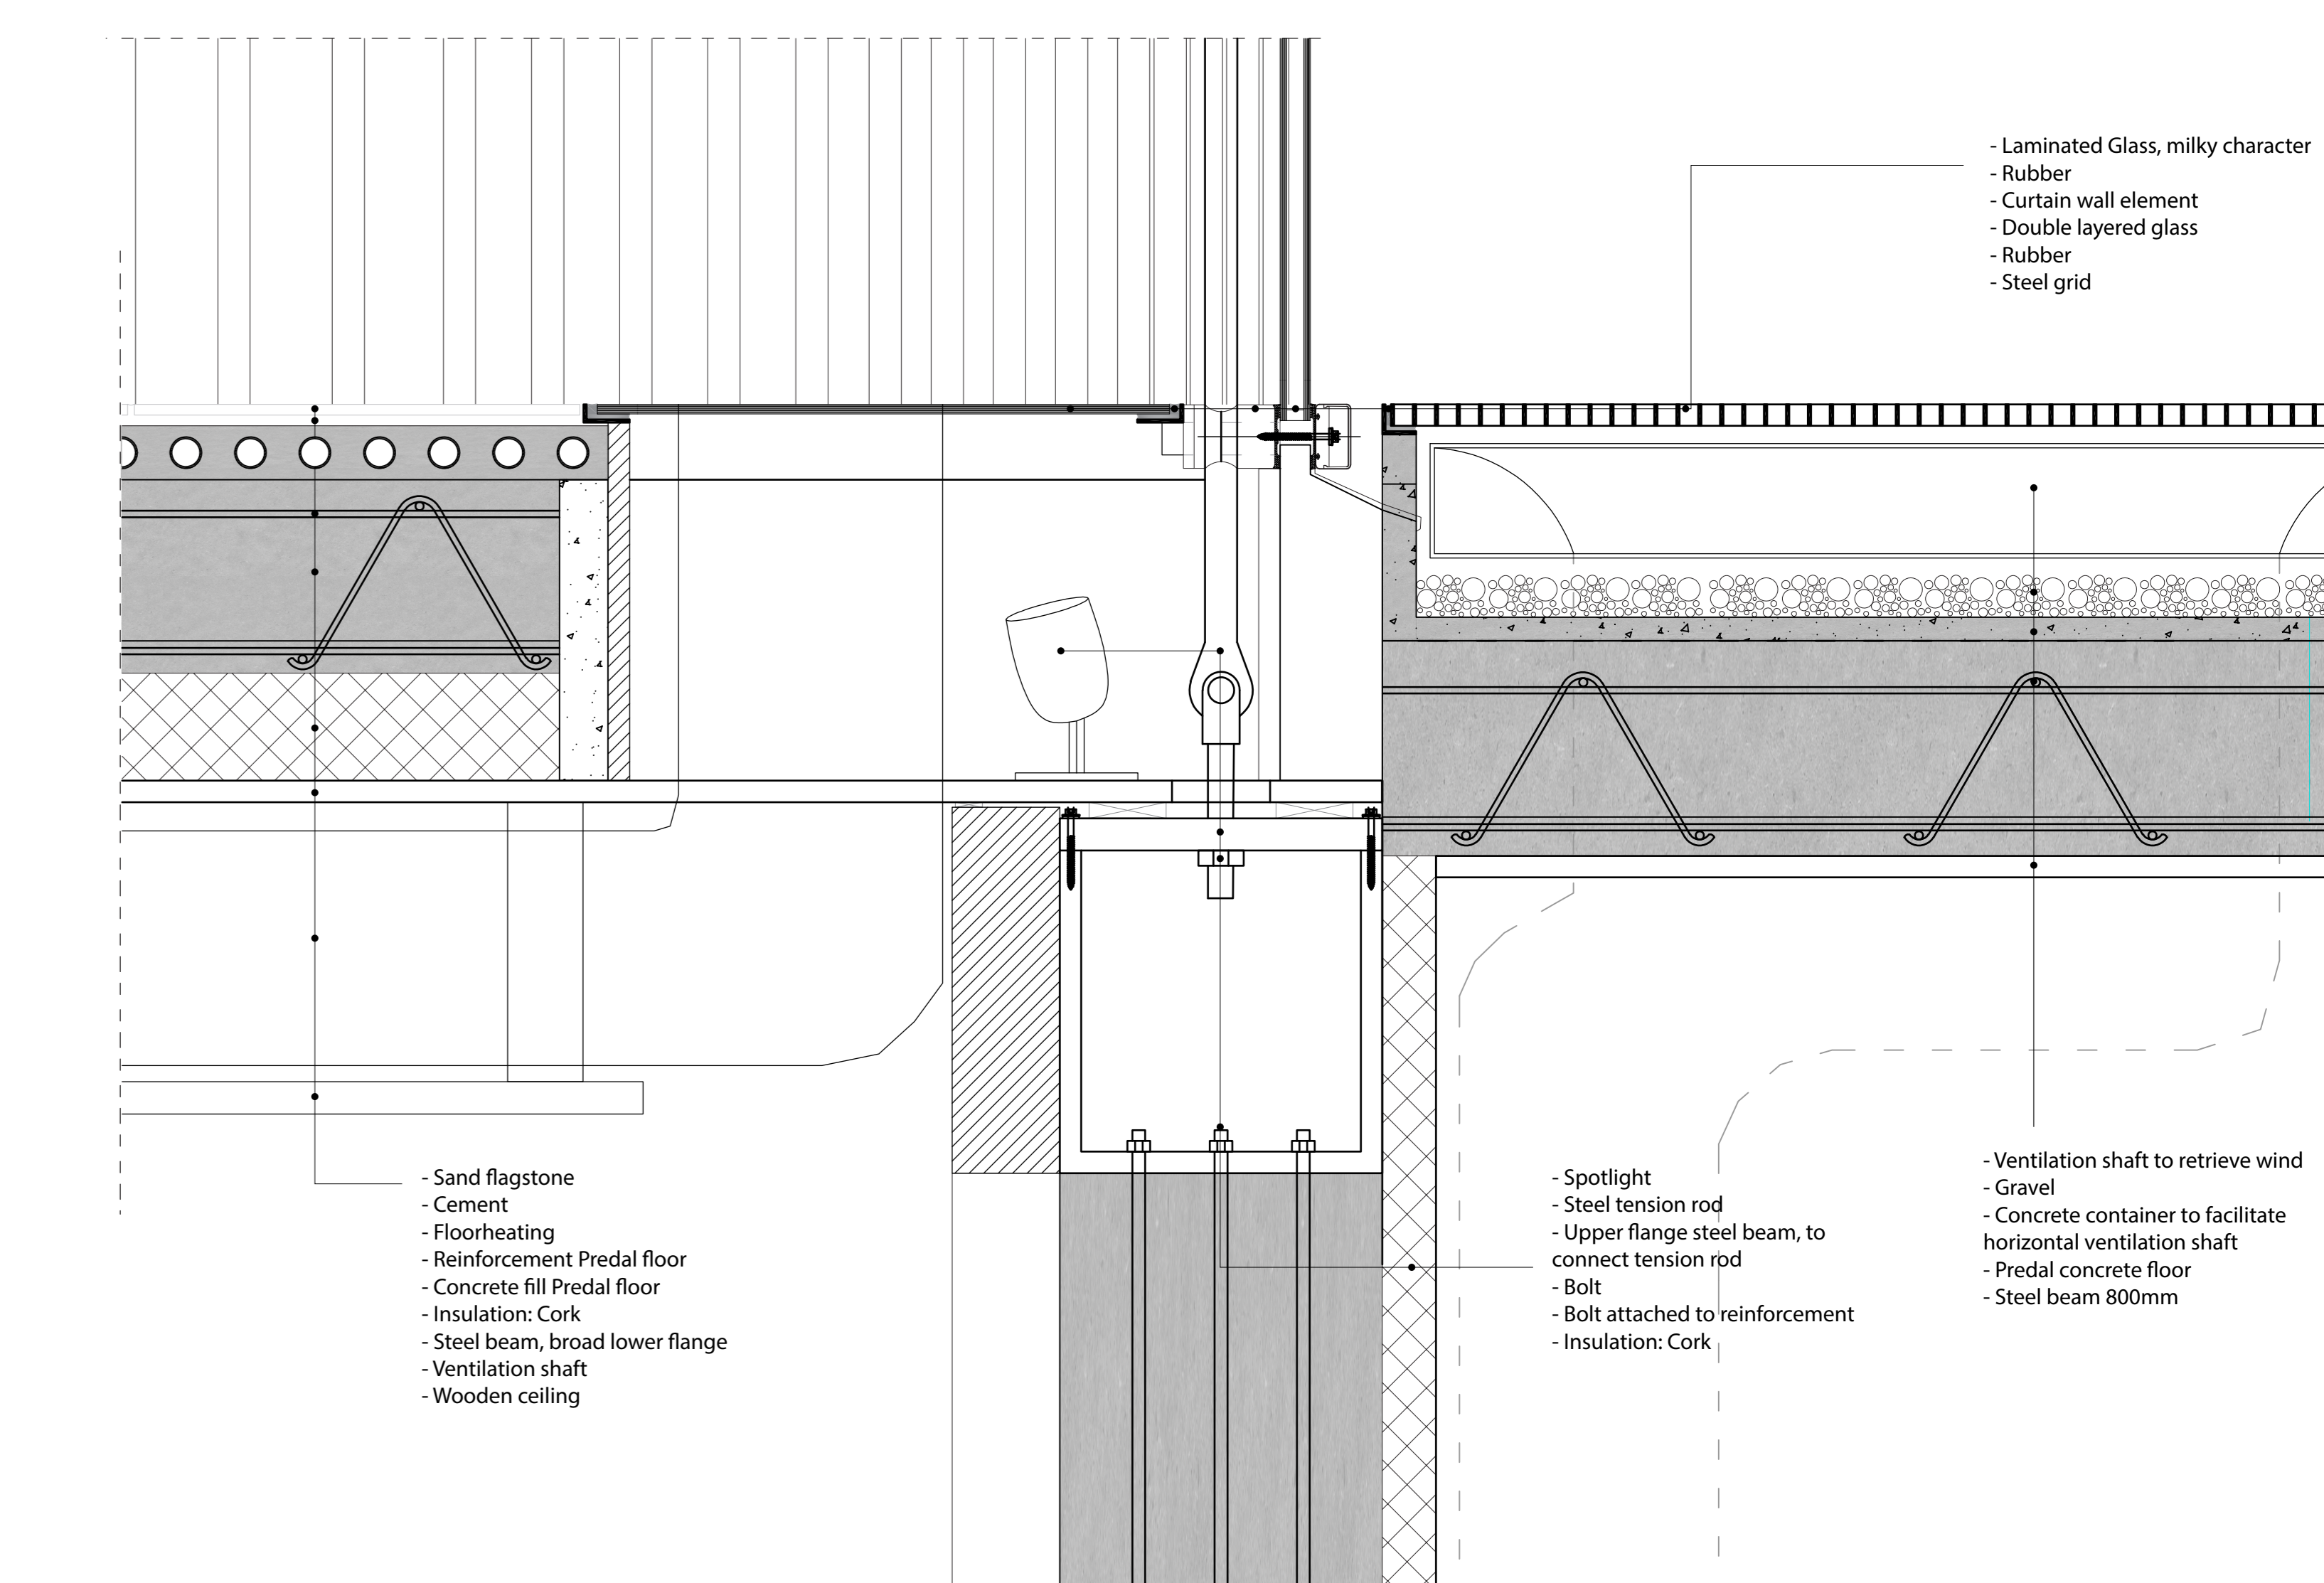 - Laminated Glass, milky character
- Rubber
- Curtain wall element
- Double layered glass
- Rubber
- Steel grid
- Sand flagstone
- Cement
- Floorheating
- Reinforcement Predal floor
- Concrete fill Predal floor
- Insulation: Cork
- Steel beam, broad lower flange
- Ventilation shaft
- Wooden ceiling
- Spotlight
- Steel tension rod
- Upper flange steel beam, to
connect tension rod
- Bolt
- Bolt attached to reinforcement
- Insulation: Cork
- Ventilation shaft to retrieve wind
- Gravel
- Concrete container to facilitate
horizontal ventilation shaft
- Predal concrete floor
- Steel beam 800mm